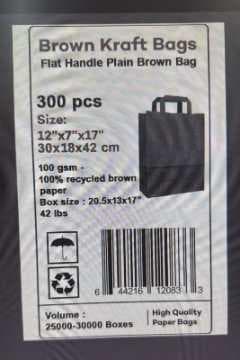 Brown Kraft Bags
Flat Handle Plain Brown Bag
300 pcs
Size:
12"x7"x17"
30x18x42 cm
100 gsm -
100% recycled brown
paper
Box size : 20.5x13x17"
42 lbs
6 44216 12083 3
Volume :
25000-30000 Boxes
High Quality
Paper Bags